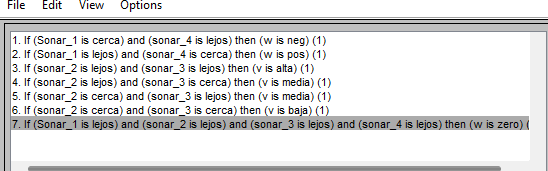 File Edit View Options
1. If (Sonar_1 is cerca) and (sonar_4 is lejos) then (w is neg) (1)
2. If (Sonar_1 is lejos) and (sonar_4 is cerca) then (w is pos) (1)
3. If (sonar_2 is lejos) and (sonar_3 is lejos) then (v is alta) (1)
4. If (sonar_2 is lejos) and (sonar_3 is cerca) then (v is media) (1)
5. If (sonar_2 is cerca) and (sonar_3 is lejos) then (v is media) (1)
6. If (sonar_2 is cerca) and (sonar_3 is cerca) then (v is baja) (1)
7. If (Sonar_1 is lejos) and (sonar_2 is lejos) and (sonar_3 is lejos) and (sonar_4 is lejos) then (w is zero) (